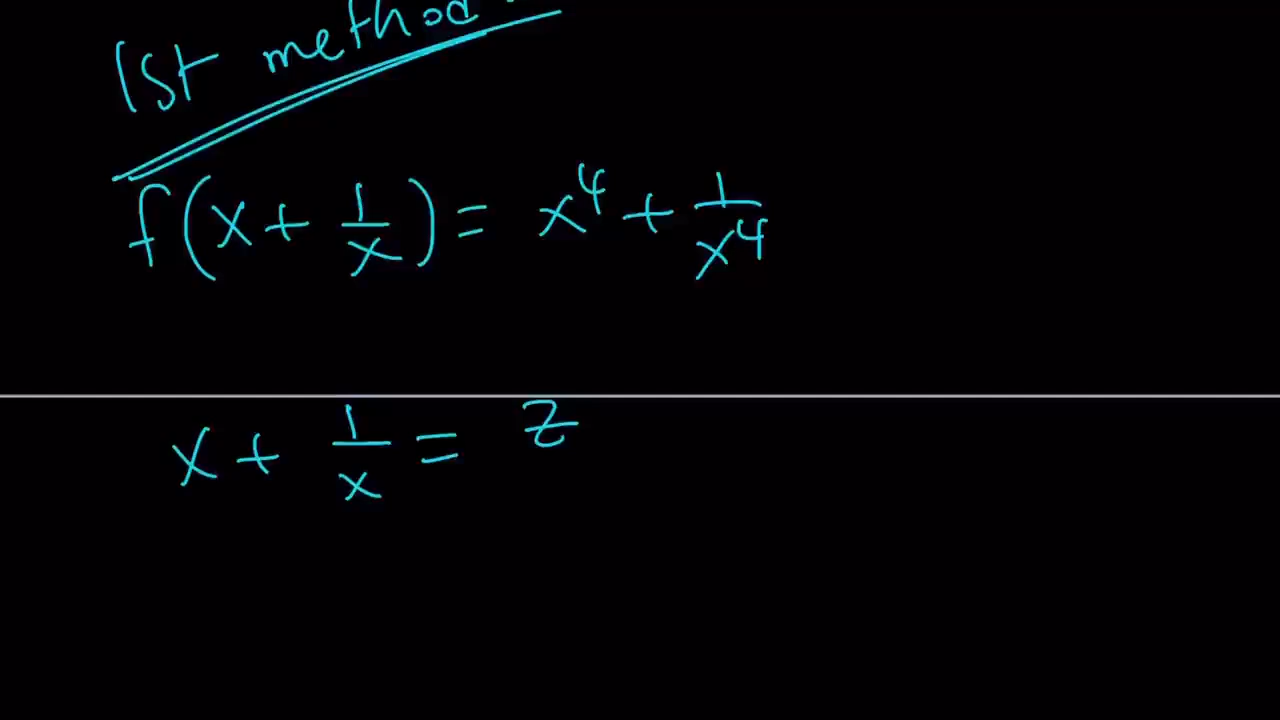 1st method
f(x + 1/x) = x⁴ + 1/x⁴
x + 1/x = z